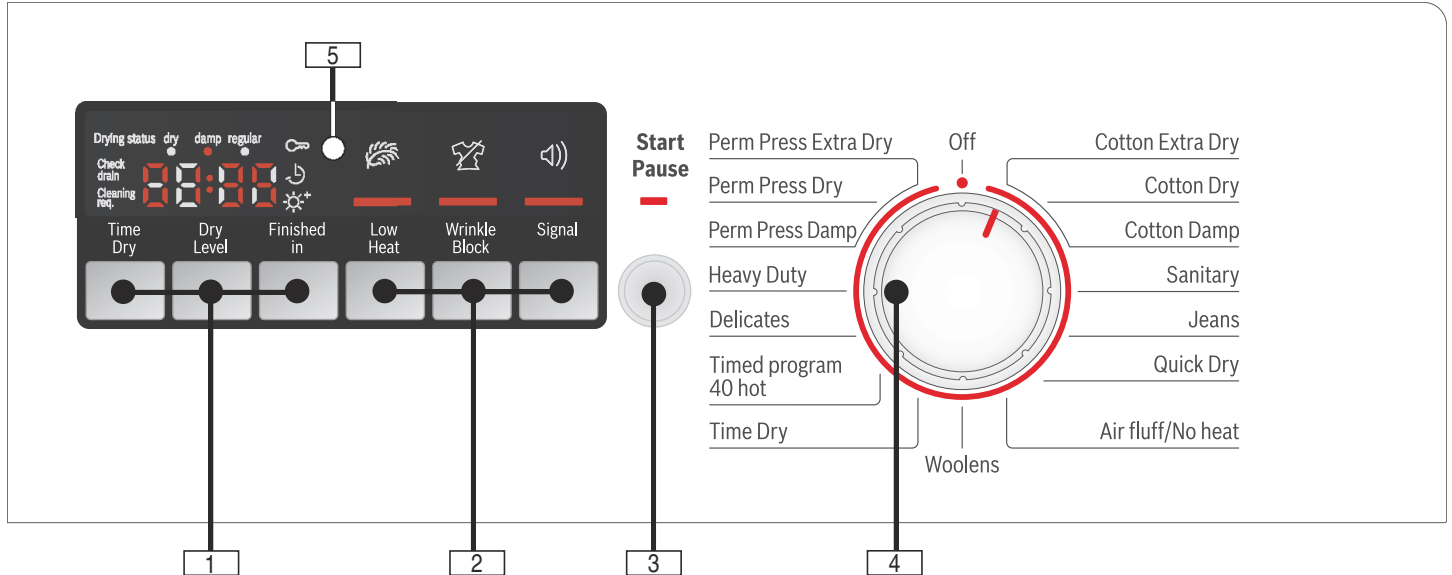 5
Drying status dry damp regular
Check
drain
88:88
Cleaning
req.
Time
Dry
Dry
Level
Finished
in
Low
Heat
Wrinkle
Block
Signal
Start
Pause
Perm Press Extra Dry
Perm Press Dry
Perm Press Damp
Heavy Duty
Delicates
Timed program
40 hot
Time Dry
Off
Woolens
Cotton Extra Dry
Cotton Dry
Cotton Damp
Sanitary
Jeans
Quick Dry
Air fluff/No heat
1
2
3
4